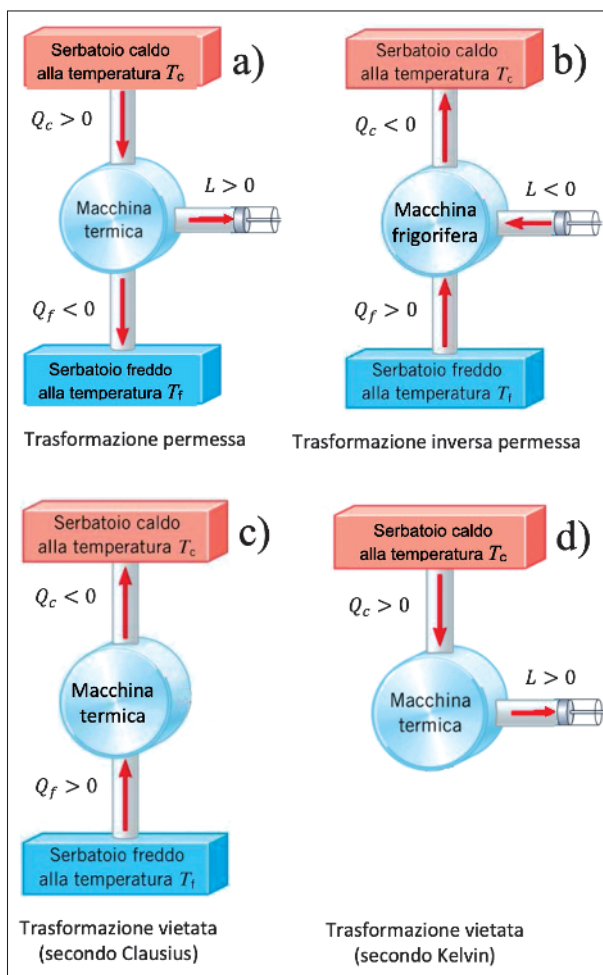 Serbatoio caldo
alla temperatura Tc
a)
Qc > 0
L > 0
Macchina
termica
Qf < 0
Serbatoio freddo
alla temperatura Tf
Trasformazione permessa
Serbatoio caldo
alla temperatura Tc
b)
Qc < 0
L < 0
Macchina
frigorifera
Qf > 0
Serbatoio freddo
alla temperatura Tf
Trasformazione inversa permessa
Serbatoio caldo
alla temperatura Tc
c)
Qc < 0
Macchina
termica
Qf > 0
Serbatoio freddo
alla temperatura Tf
Trasformazione vietata
(secondo Clausius)
Serbatoio caldo
alla temperatura Tc
d)
Qc > 0
L > 0
Macchina
termica
Trasformazione vietata
(secondo Kelvin)